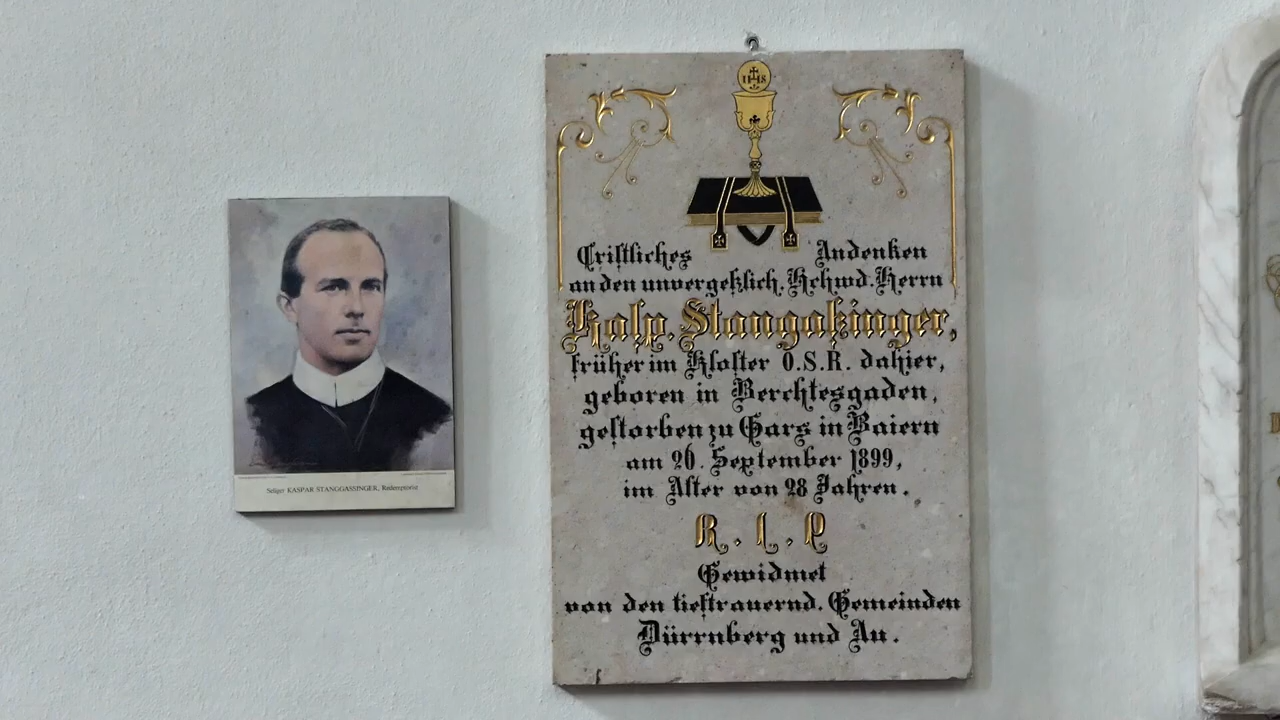 Seliger KASPAR STANGGASSINGER, Redemptorist
IHS
Cristliches Andenken
an den unvergeßlich. Hchwd. Herrn
Kasp. Stangaßinger,
früher im Kloster O.S.R. dahier,
geboren in Berchtesgaden,
gestorben zu Gars in Baiern
am 26. September 1899,
im Alter von 28 Jahren.
R. I. P
Gewidmet
von den tieftrauernd. Gemeinden
Dürrnberg und Au.